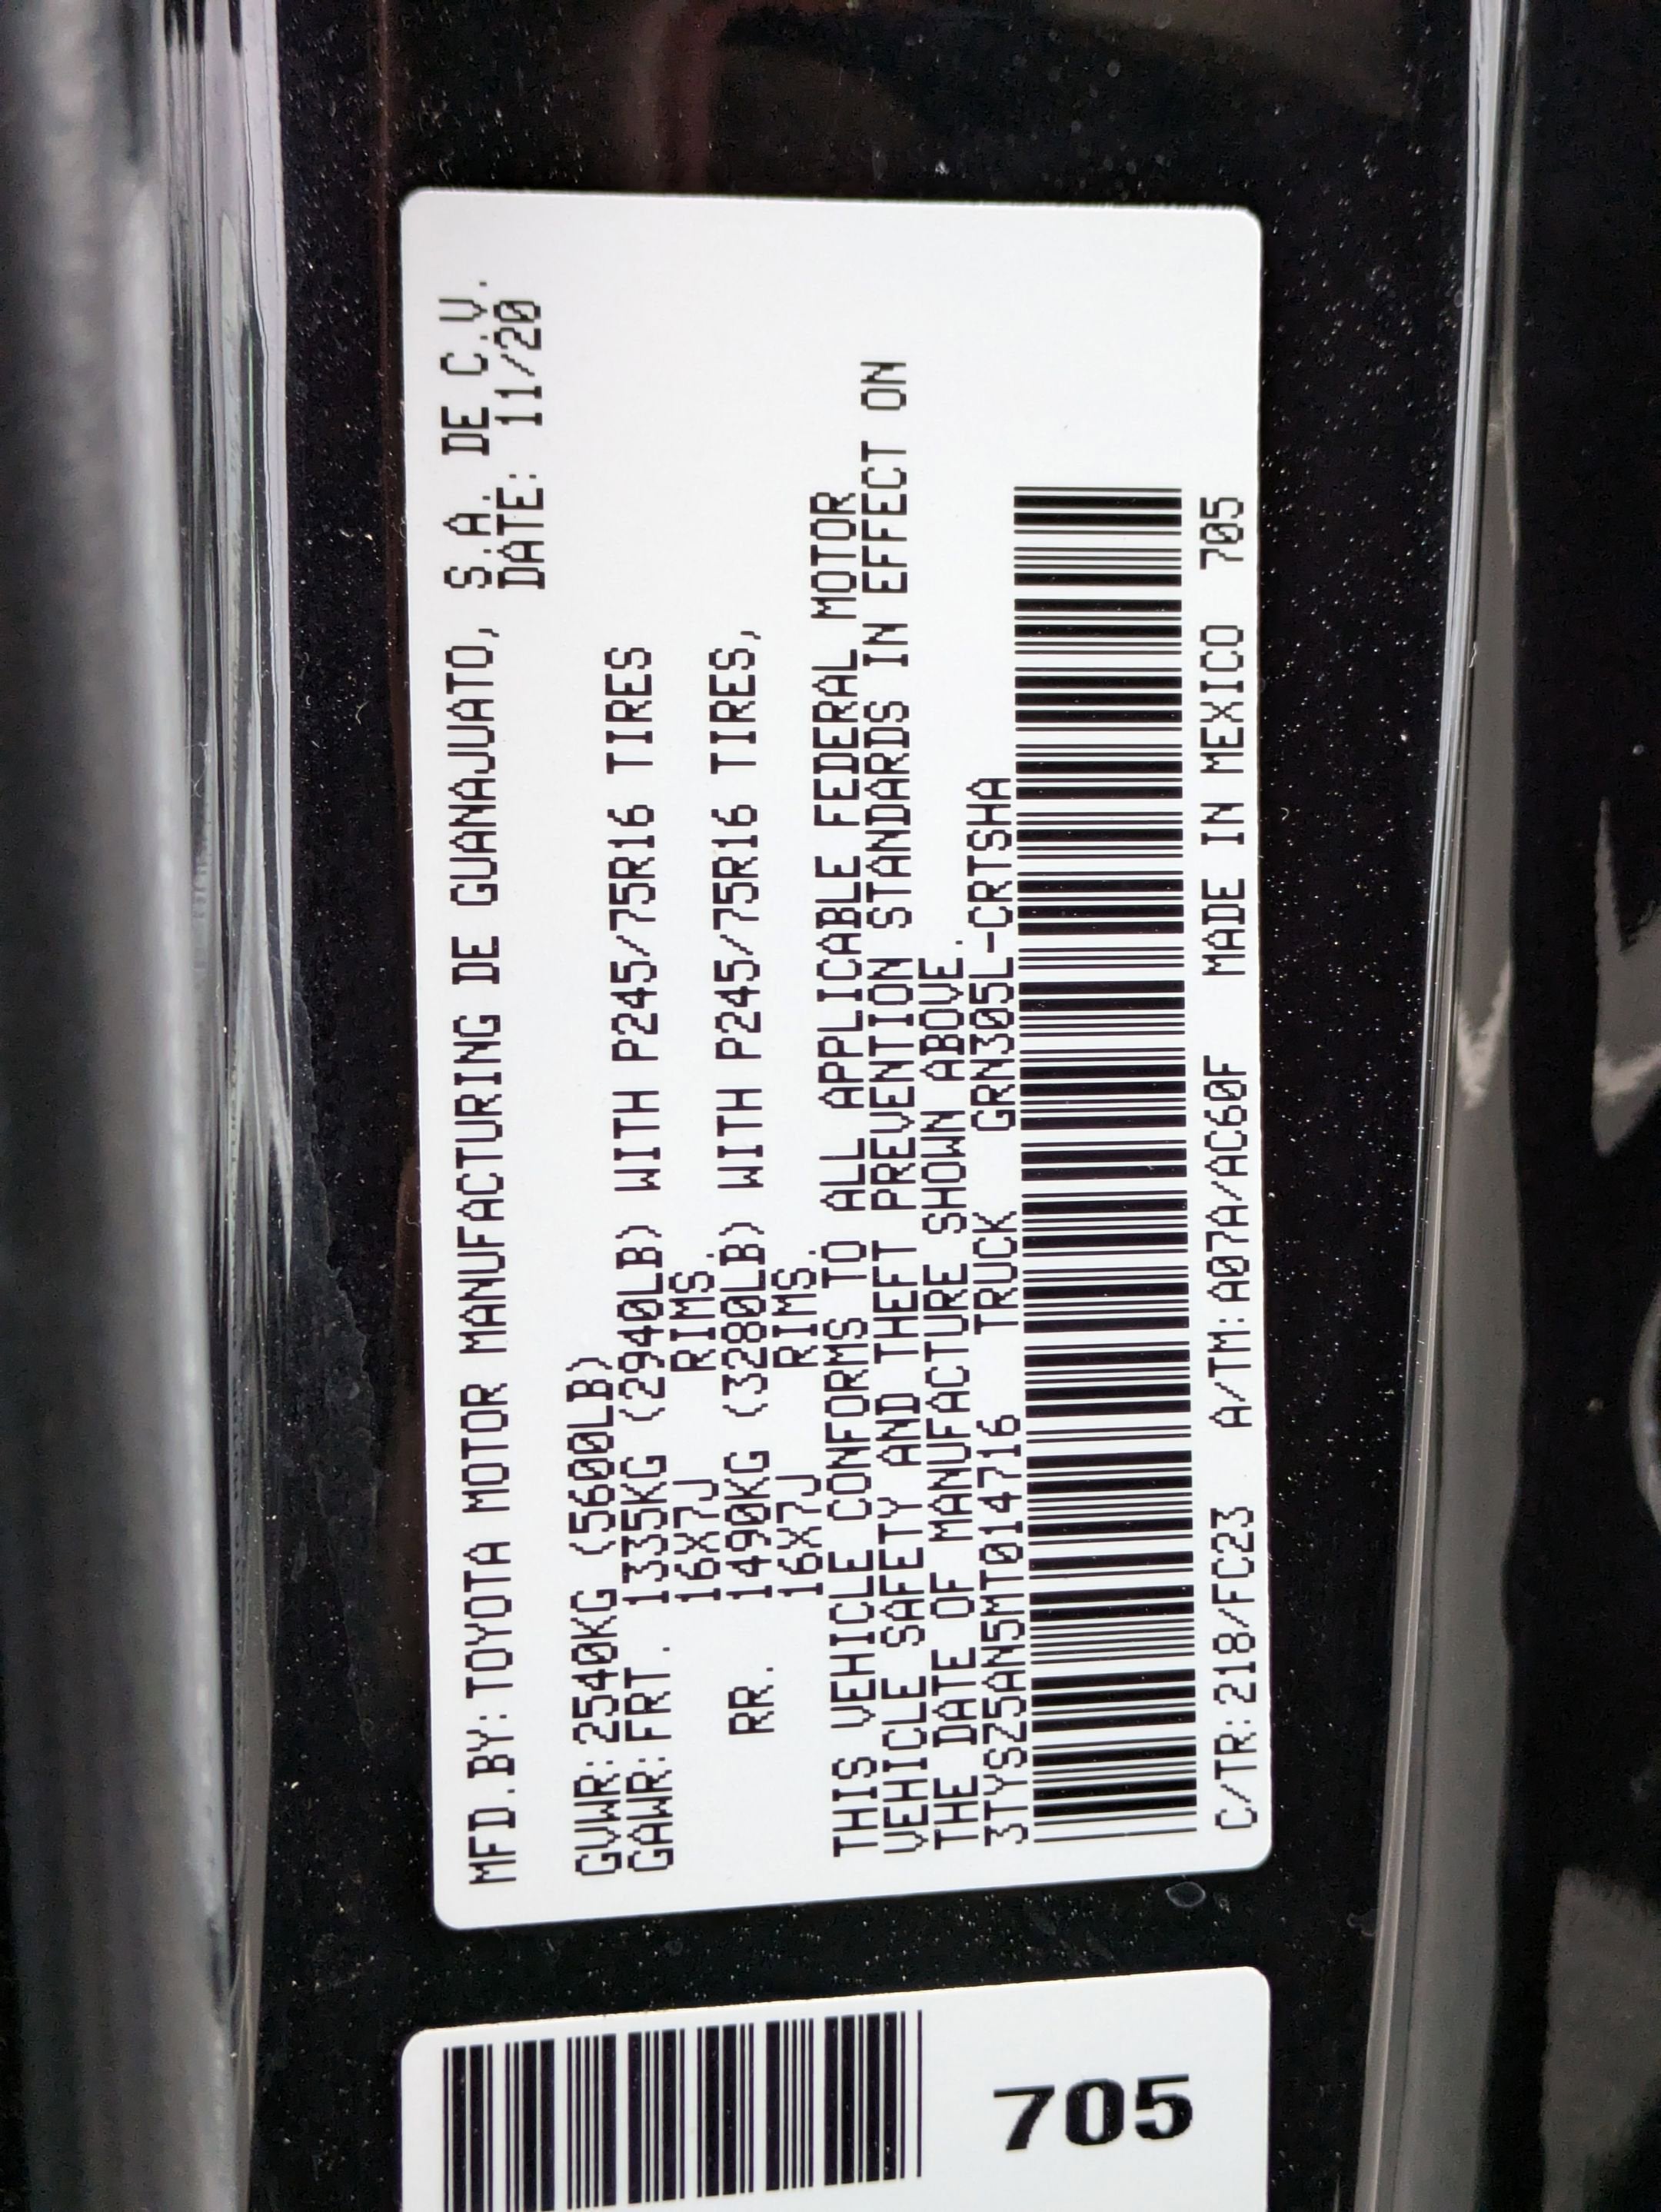 MFD.BY:TOYOTA MOTOR MANUFACTURING DE GUANAJUATO, S.A. DE C.V.
DATE: 11/20
GVWR:2540KG (5600LB)
GAWR:FRT. 1335KG (2940LB) WITH P245/75R16 TIRES
16X7J RIMS.
RR. 1490KG (3280LB) WITH P245/75R16 TIRES,
16X7J RIMS.
THIS VEHICLE CONFORMS TO ALL APPLICABLE FEDERAL MOTOR
VEHICLE SAFETY AND THEFT PREVENTION STANDARDS IN EFFECT ON
THE DATE OF MANUFACTURE SHOWN ABOVE.
3TYSZ5AN5MT014716 TRUCK GRN305L-CRTSHA
C/TR:218/FC23 A/TM:A07A/AC60F MADE IN MEXICO 705
705